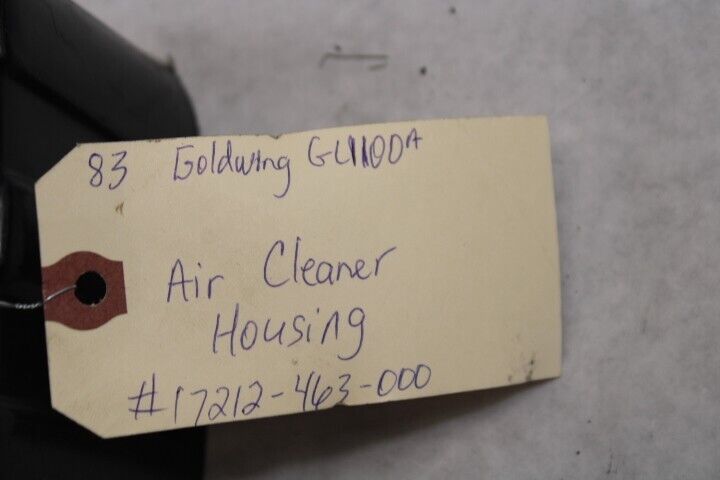 83 Goldwing GL1100A
Air Cleaner
Housing
#17212-463-000